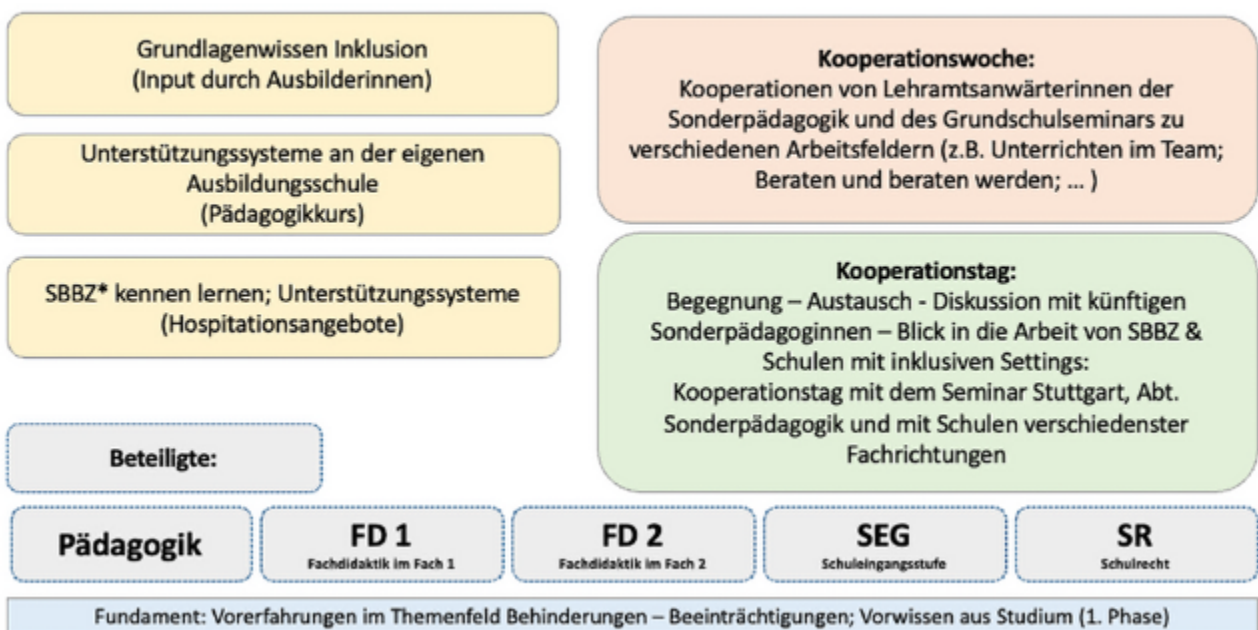 Grundlagenwissen Inklusion
(Input durch Ausbilderinnen)
Unterstützungssysteme an der eigenen
Ausbildungsschule
(Pädagogikkurs)
SBBZ* kennen lernen; Unterstützungssysteme
(Hospitationsangebote)
Kooperationswoche:
Kooperationen von Lehramtsanwärterinnen der
Sonderpädagogik und des Grundschulseminars zu
verschiedenen Arbeitsfeldern (z.B. Unterrichten im Team;
Beraten und beraten werden; ... )
Kooperationstag:
Begegnung – Austausch - Diskussion mit künftigen
Sonderpädagoginnen – Blick in die Arbeit von SBBZ &
Schulen mit inklusiven Settings:
Kooperationstag mit dem Seminar Stuttgart, Abt.
Sonderpädagogik und mit Schulen verschiedenster
Fachrichtungen
Beteiligte:
Pädagogik
FD 1
Fachdidaktik im Fach 1
FD 2
Fachdidaktik im Fach 2
SEG
Schuleingangsstufe
SR
Schulrecht
Fundament: Vorerfahrungen im Themenfeld Behinderungen – Beeinträchtigungen; Vorwissen aus Studium (1. Phase)